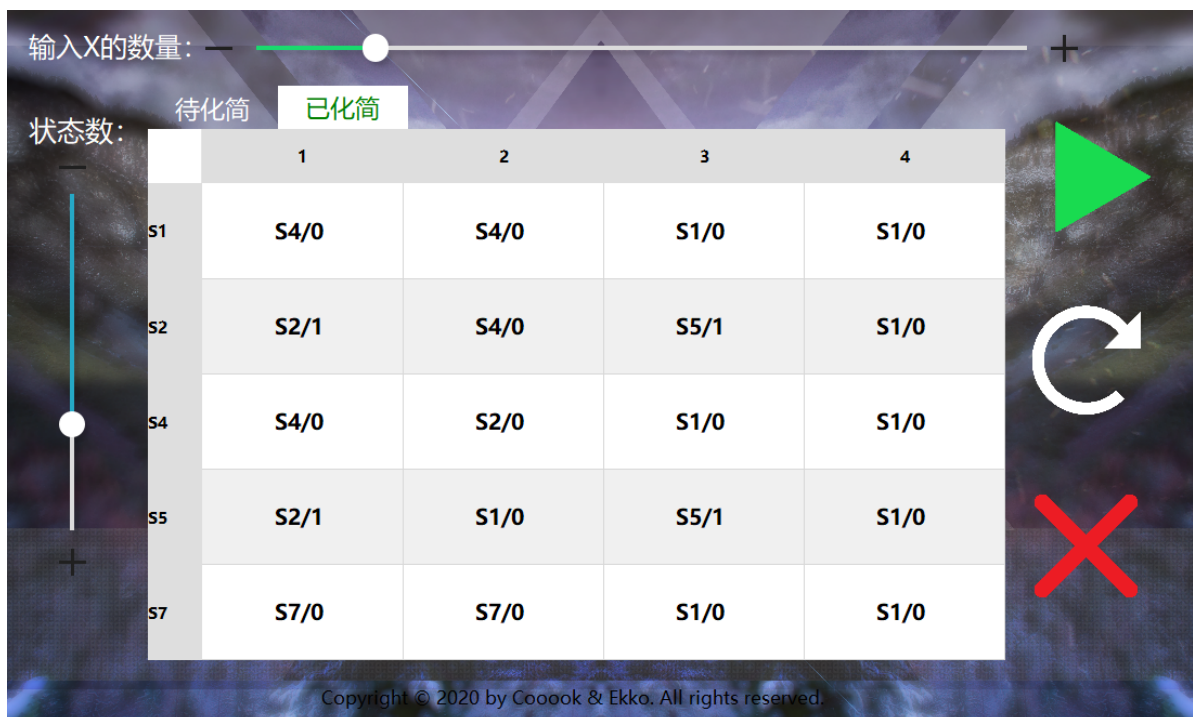 输入X的数量:
待化简 已化简
状态数:
1 2 3 4
S1 S4/0 S4/0 S1/0 S1/0
S2 S2/1 S4/0 S5/1 S1/0
S4 S4/0 S2/0 S1/0 S1/0
S5 S2/1 S1/0 S5/1 S1/0
S7 S7/0 S7/0 S1/0 S1/0
Copyright © 2020 by Cooook & Ekko. All rights reserved.